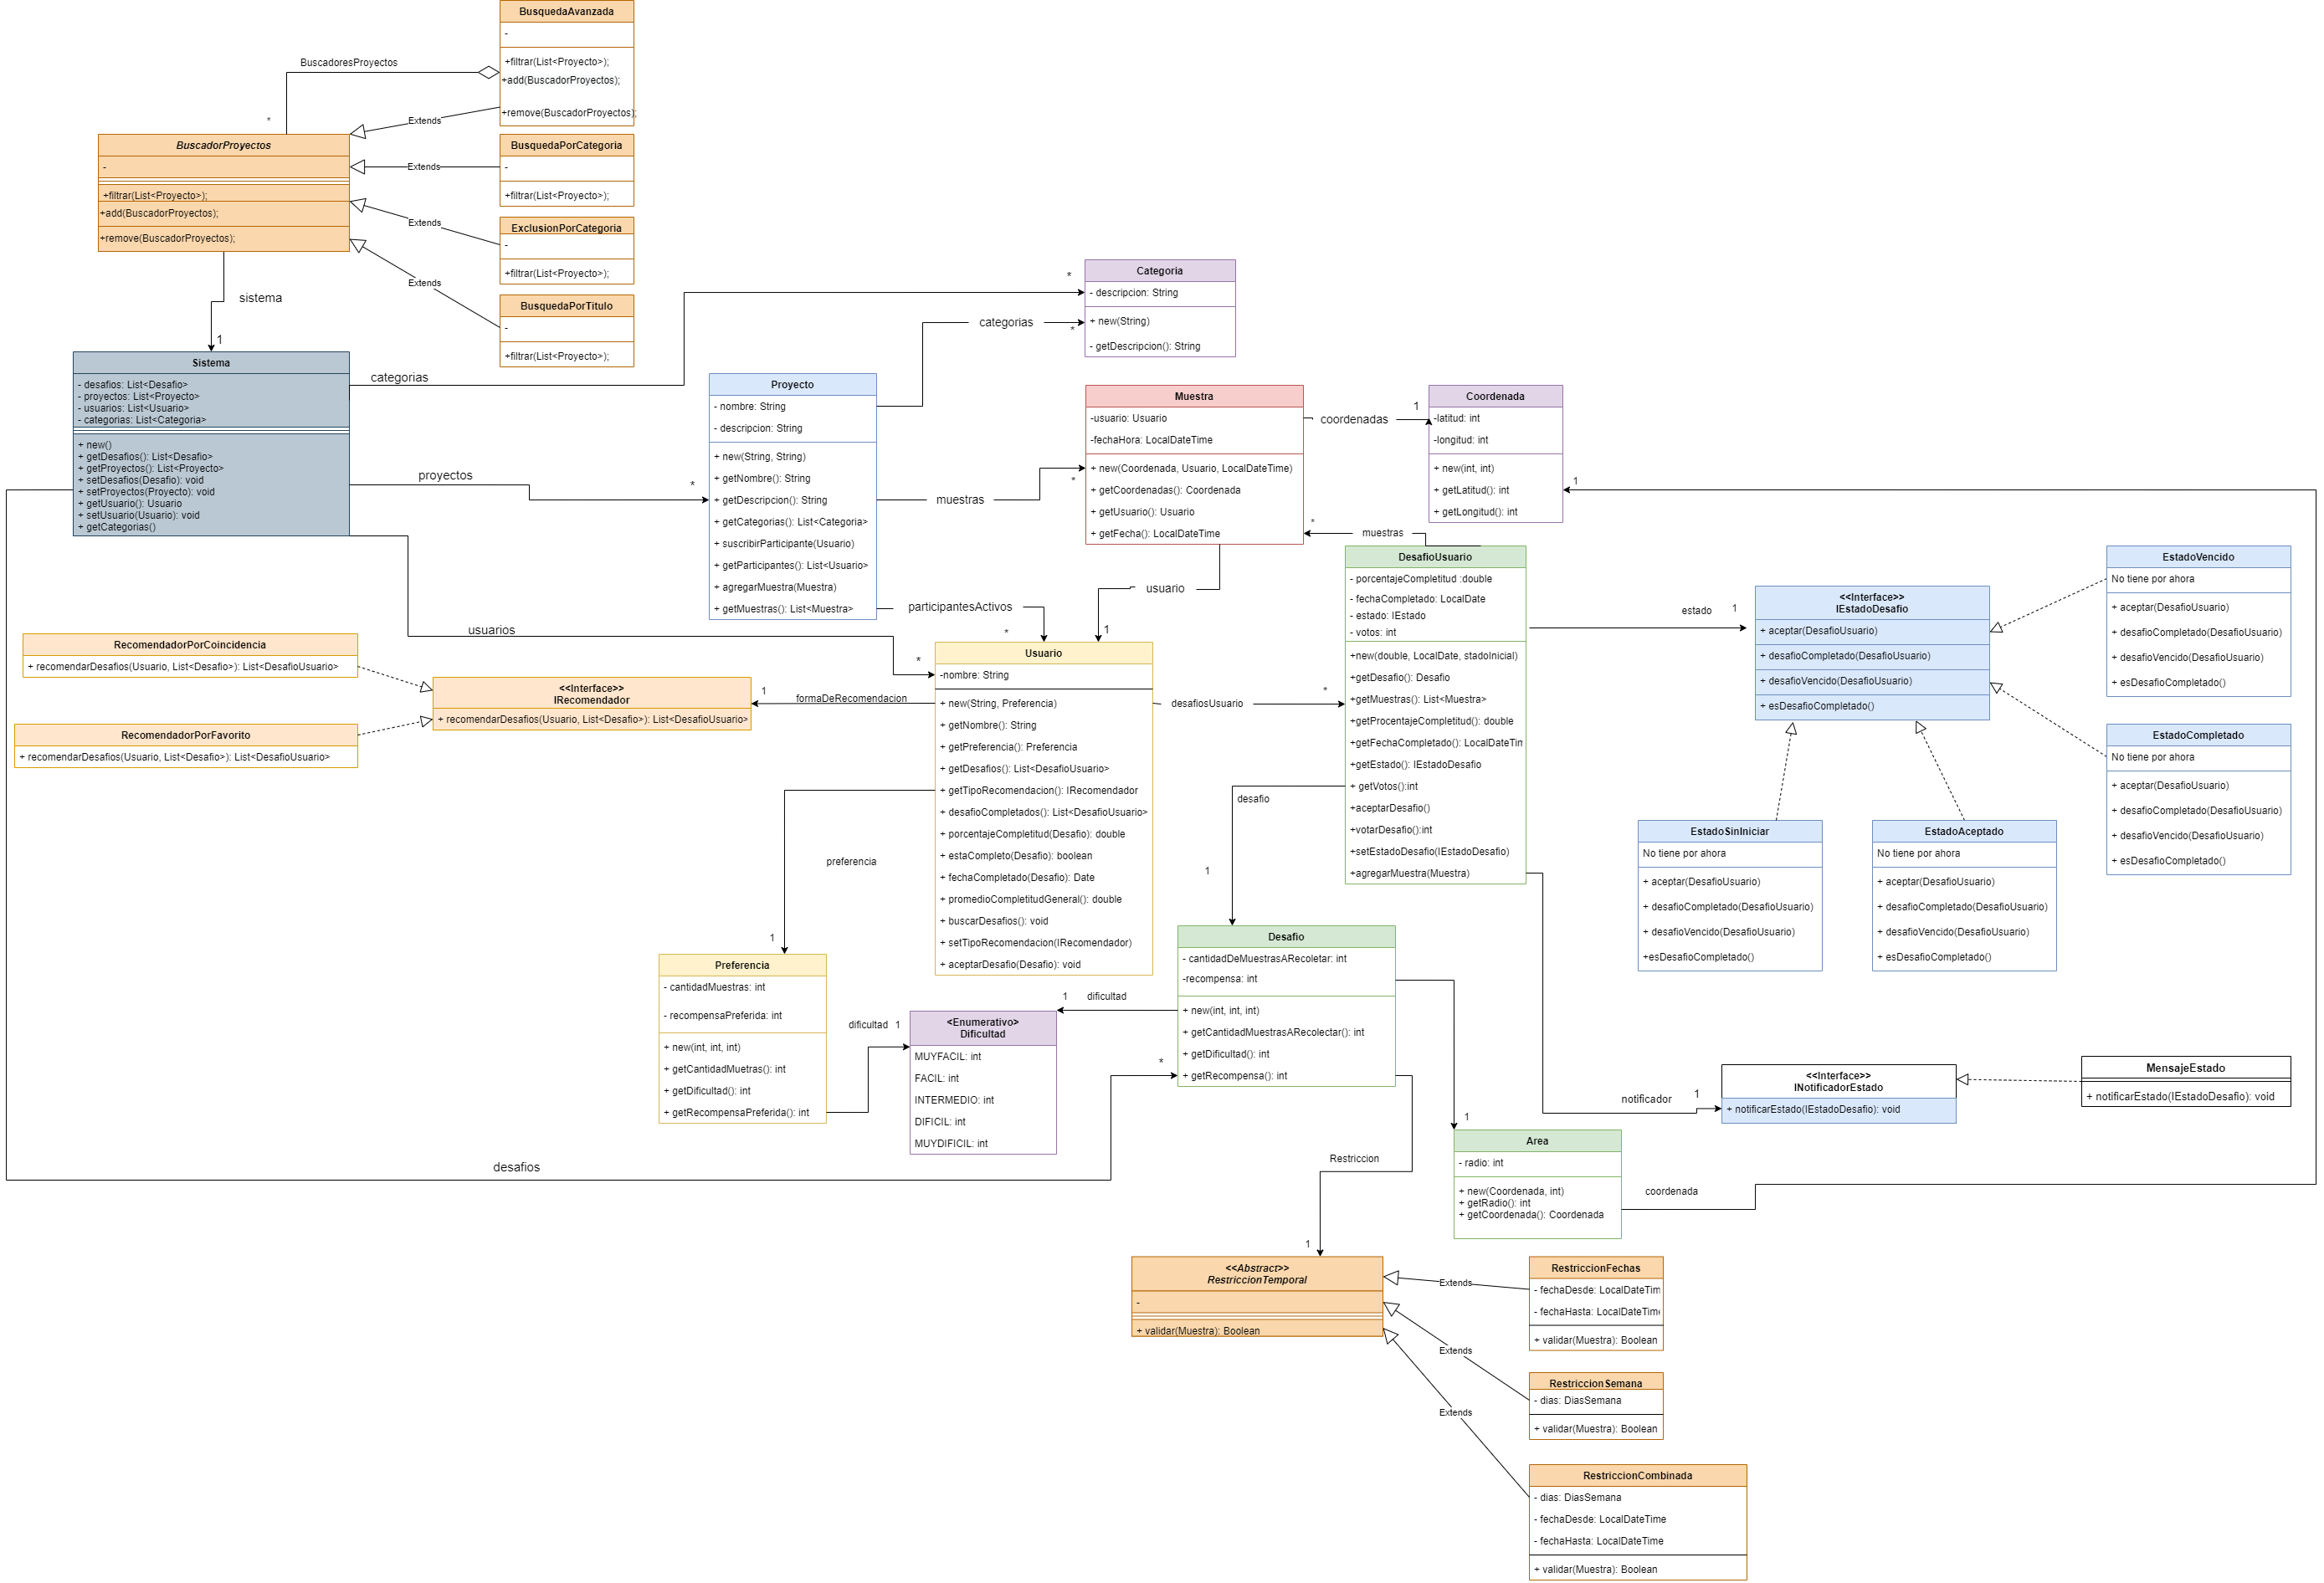 BusquedaAvanzada
-
+filtrar(List<Proyecto>);
+add(BuscadorProyectos);
+remove(BuscadorProyectos);
BuscadoresProyectos
*
Extends
BuscadorProyectos
-
+filtrar(List<Proyecto>);
+add(BuscadorProyectos);
+remove(BuscadorProyectos);
Extends
BusquedaPorCategoria
-
+filtrar(List<Proyecto>);
Extends
ExclusionPorCategoria
-
+filtrar(List<Proyecto>);
Extends
BusquedaPorTitulo
-
+filtrar(List<Proyecto>);
sistema
1
Sistema
- desafios: List<Desafio>
- proyectos: List<Proyecto>
- usuarios: List<Usuario>
- categorias: List<Categoria>
+ new()
+ getDesafios(): List<Desafio>
+ getProyectos(): List<Proyecto>
+ setDesafios(Desafio): void
+ setProyectos(Proyecto): void
+ getUsuario(): Usuario
+ setUsuario(Usuario): void
+ getCategorias()
categorias
*
Categoria
- descripcion: String
+ new(String)
- getDescripcion(): String
categorias
*
proyectos
*
Proyecto
- nombre: String
- descripcion: String
+ new(String, String)
+ getNombre(): String
+ getDescripcion(): String
+ getCategorias(): List<Categoria>
+ suscribirParticipante(Usuario)
+ getParticipantes(): List<Usuario>
+ agregarMuestra(Muestra)
+ getMuestras(): List<Muestra>
muestras
*
Muestra
-usuario: Usuario
-fechaHora: LocalDateTime
+ new(Coordenada, Usuario, LocalDateTime)
+ getCoordenadas(): Coordenada
+ getUsuario(): Usuario
+ getFecha(): LocalDateTime
coordenadas
1
Coordenada
-latitud: int
-longitud: int
+ new(int, int)
+ getLatitud(): int
+ getLongitud(): int
1
*
muestras
usuario
1
participantesActivos
*
usuarios
*
DesafioUsuario
- porcentajeCompletitud :double
- fechaCompletado: LocalDate
- estado: IEstado
- votos: int
+new(double, LocalDate, stadoInicial)
+getDesafio(): Desafio
+getMuestras(): List<Muestra>
+getProcentajeCompletitud(): double
+getFechaCompletado(): LocalDateTim
+getEstado(): IEstadoDesafio
+ getVotos():int
+aceptarDesafio()
+votarDesafio():int
+setEstadoDesafio(IEstadoDesafio)
+agregarMuestra(Muestra)
estado
1
<<Interface>>
IEstadoDesafio
+ aceptar(DesafioUsuario)
+ desafioCompletado(DesafioUsuario)
+ desafioVencido(DesafioUsuario)
+ esDesafioCompletado()
EstadoVencido
No tiene por ahora
+ aceptar(DesafioUsuario)
+ desafioCompletado(DesafioUsuario)
+ desafioVencido(DesafioUsuario)
+ esDesafioCompletado()
EstadoCompletado
No tiene por ahora
+ aceptar(DesafioUsuario)
+ desafioCompletado(DesafioUsuario)
+ desafioVencido(DesafioUsuario)
+ esDesafioCompletado()
EstadoSinIniciar
No tiene por ahora
+ aceptar(DesafioUsuario)
+ desafioCompletado(DesafioUsuario)
+ desafioVencido(DesafioUsuario)
+esDesafioCompletado()
EstadoAceptado
No tiene por ahora
+ aceptar(DesafioUsuario)
+ desafioCompletado(DesafioUsuario)
+ desafioVencido(DesafioUsuario)
+ esDesafioCompletado()
RecomendadorPorCoincidencia
+ recomendarDesafios(Usuario, List<Desafio>): List<DesafioUsuario>
RecomendadorPorFavorito
+ recomendarDesafios(Usuario, List<Desafio>): List<DesafioUsuario>
<<Interface>>
IRecomendador
+ recomendarDesafios(Usuario, List<Desafio>): List<DesafioUsuario>
1
formaDeRecomendacion
Usuario
-nombre: String
+ new(String, Preferencia)
+ getNombre(): String
+ getPreferencia(): Preferencia
+ getDesafios(): List<DesafioUsuario>
+ getTipoRecomendacion(): IRecomendador
+ desafioCompletados(): List<DesafioUsuario>
+ porcentajeCompletitud(Desafio): double
+ estaCompleto(Desafio): boolean
+ fechaCompletado(Desafio): Date
+ promedioCompletitudGeneral(): double
+ buscarDesafios(): void
+ setTipoRecomendacion(IRecomendador)
+ aceptarDesafio(Desafio): void
desafiosUsuario
*
desafio
1
preferencia
1
Preferencia
- cantidadMuestras: int
- recompensaPreferida: int
+ new(int, int, int)
+ getCantidadMuetras(): int
+ getDificultad(): int
+ getRecompensaPreferida(): int
dificultad
1
<Enumerativo>
Dificultad
MUYFACIL: int
FACIL: int
INTERMEDIO: int
DIFICIL: int
MUYDIFICIL: int
1
dificultad
Desafio
- cantidadDeMuestrasARecoletar: int
-recompensa: int
+ new(int, int, int)
+ getCantidadMuestrasARecolectar(): int
+ getDificultad(): int
+ getRecompensa(): int
*
desafios
notificador
1
<<Interface>>
INotificadorEstado
+ notificarEstado(IEstadoDesafio): void
MensajeEstado
+ notificarEstado(IEstadoDesafio): void
1
Area
- radio: int
+ new(Coordenada, int)
+ getRadio(): int
+ getCoordenada(): Coordenada
coordenada
Restriccion
1
<<Abstract>>
RestriccionTemporal
-
+ validar(Muestra): Boolean
Extends
RestriccionFechas
- fechaDesde: LocalDateTim
- fechaHasta: LocalDateTime
+ validar(Muestra): Boolean
Extends
RestriccionSemana
- dias: DiasSemana
+ validar(Muestra): Boolean
Extends
RestriccionCombinada
- dias: DiasSemana
- fechaDesde: LocalDateTime
- fechaHasta: LocalDateTime
+ validar(Muestra): Boolean